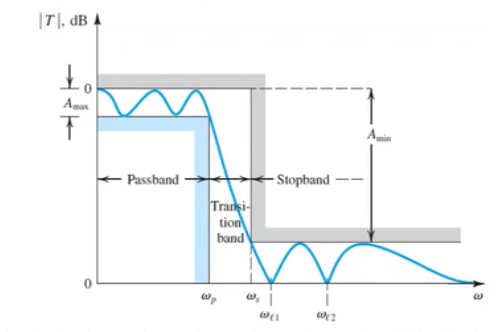 |T|, dB
0
A_max
A_min
Passband
Stopband
Transi-
tion
band
0
ω_p
ω_s
ω
ω_ℓ1
ω_ℓ2